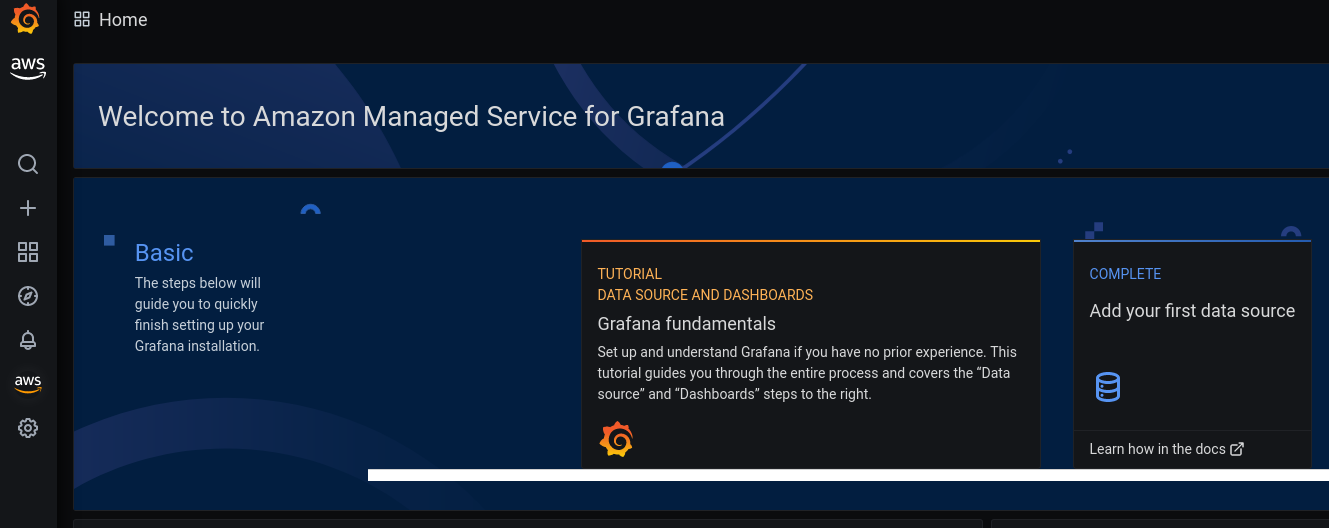 aws
Home
Welcome to Amazon Managed Service for Grafana
Basic
The steps below will
guide you to quickly
finish setting up your
Grafana installation.
TUTORIAL
DATA SOURCE AND DASHBOARDS
Grafana fundamentals
Set up and understand Grafana if you have no prior experience. This
tutorial guides you through the entire process and covers the “Data
source” and “Dashboards” steps to the right.
COMPLETE
Add your first data source
Learn how in the docs
aws